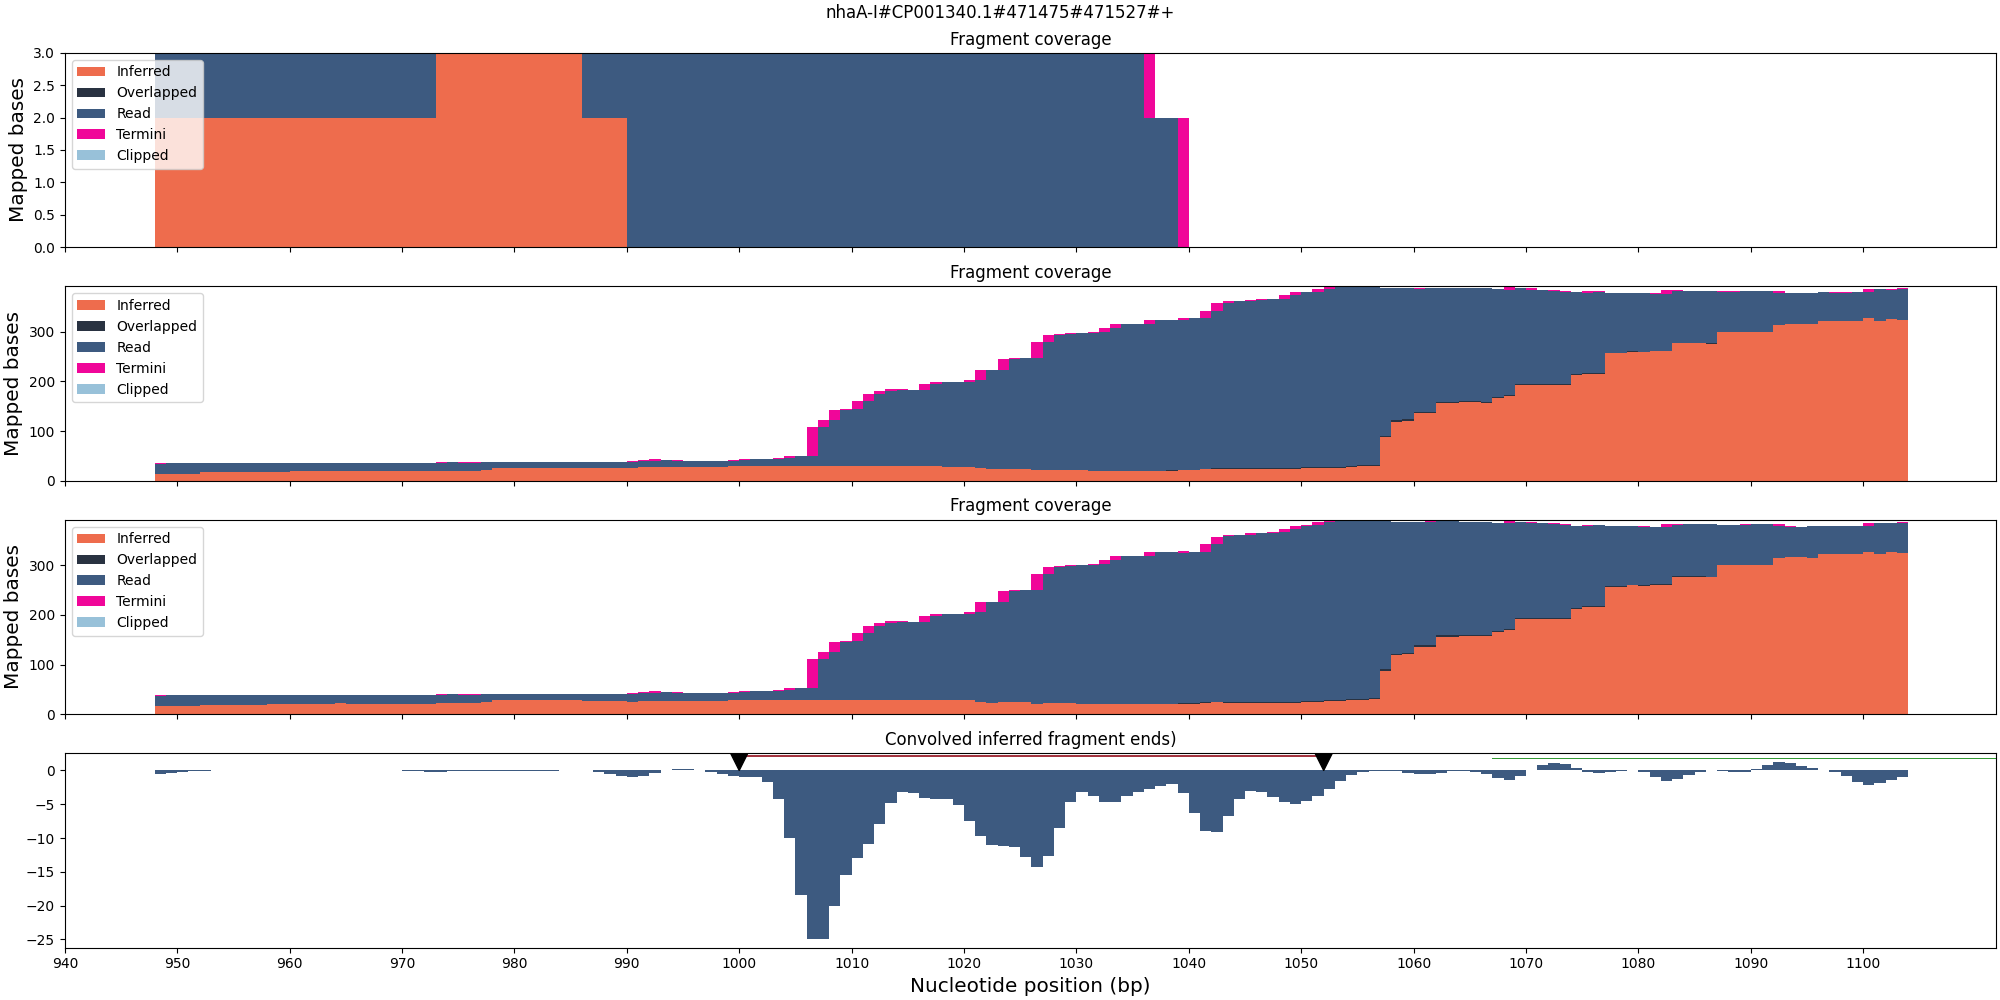 nhaA-I#CP001340.1#471475#471527#+
Fragment coverage
Mapped bases
3.0
2.5
2.0
1.5
1.0
0.5
0.0
Inferred
Overlapped
Read
Termini
Clipped
Fragment coverage
Mapped bases
300
200
100
0
Inferred
Overlapped
Read
Termini
Clipped
Fragment coverage
Mapped bases
300
200
100
0
Inferred
Overlapped
Read
Termini
Clipped
Convolved inferred fragment ends)
0
−5
−10
−15
−20
−25
940 950 960 970 980 990 1000 1010 1020 1030 1040 1050 1060 1070 1080 1090 1100
Nucleotide position (bp)